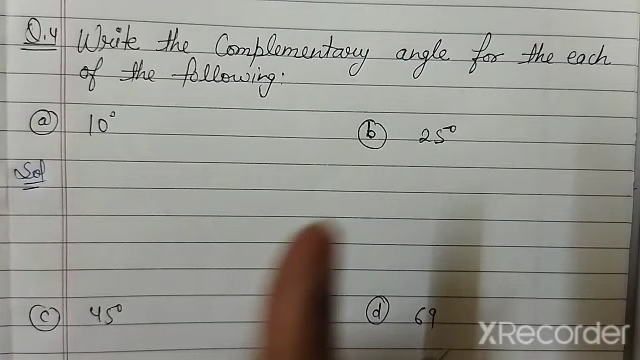 Q.4 Write the Complementary angle for the each
of the following:
(a) 10° (b) 25°
Sol
(c) 45° (d) 69
XRecorder